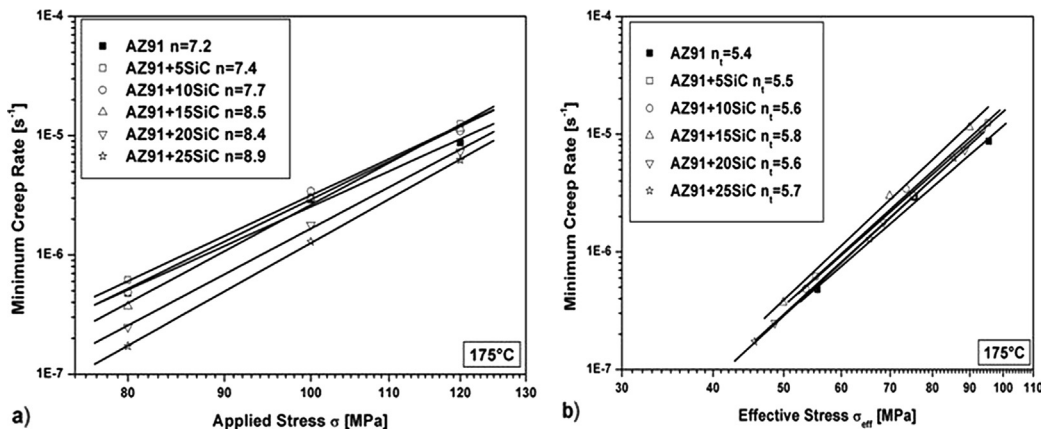 1E-4
1E-5
1E-6
1E-7
Minimum Creep Rate [s⁻¹]
AZ91 n=7.2
AZ91+5SiC n=7.4
AZ91+10SiC n=7.7
AZ91+15SiC n=8.5
AZ91+20SiC n=8.4
AZ91+25SiC n=8.9
175°C
80 90 100 110 120 130
a) Applied Stress σ [MPa]
1E-4
1E-5
1E-6
1E-7
Minimum Creep Rate [s⁻¹]
AZ91 nₜ=5.4
AZ91+5SiC nₜ=5.5
AZ91+10SiC nₜ=5.6
AZ91+15SiC nₜ=5.8
AZ91+20SiC nₜ=5.6
AZ91+25SiC nₜ=5.7
175°C
30 40 50 60 70 80 90 100 110
b) Effective Stress σeff [MPa]